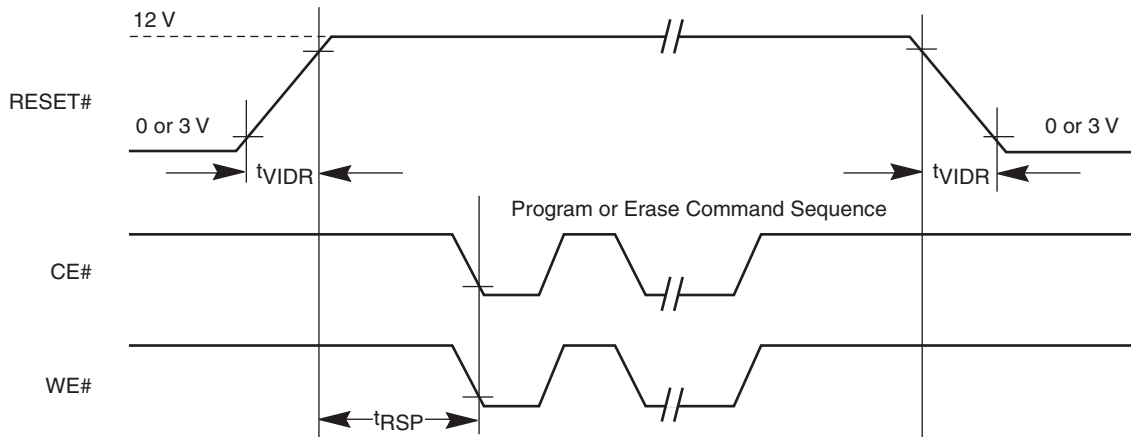 12 V
RESET#
0 or 3 V
0 or 3 V
tVIDR
tVIDR
Program or Erase Command Sequence
CE#
WE#
tRSP